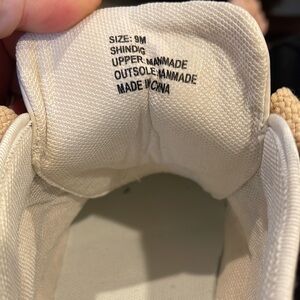 SIZE: 9M
SHINDIG
UPPER MANMADE
OUTSOLE MANMADE
MADE IN CHINA